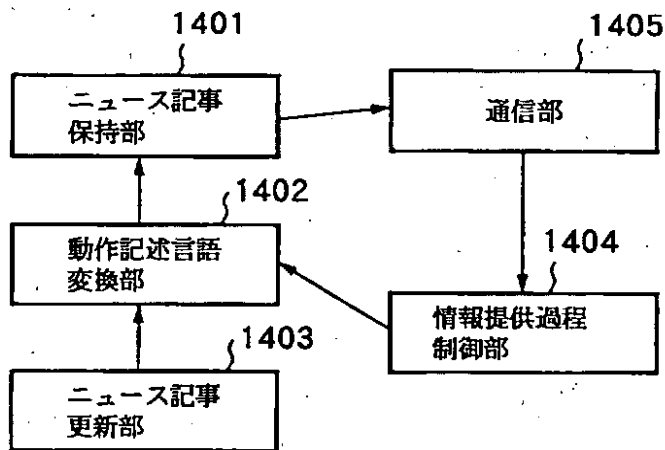 1401
ニュース記事
保持部
1405
通信部
1402
動作記述言語
変換部
1404
情報提供過程
制御部
1403
ニュース記事
更新部